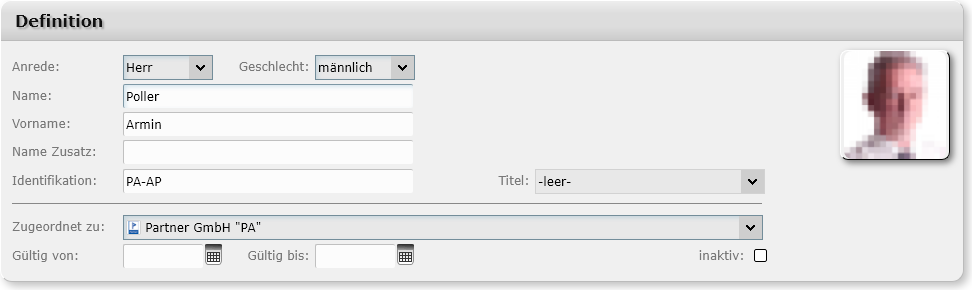 Definition
Anrede: Herr Geschlecht: männlich
Name: Poller
Vorname: Armin
Name Zusatz:
Identifikation: PA-AP Titel: -leer-
Zugeordnet zu: Partner GmbH "PA"
Gültig von: Gültig bis: inaktiv: